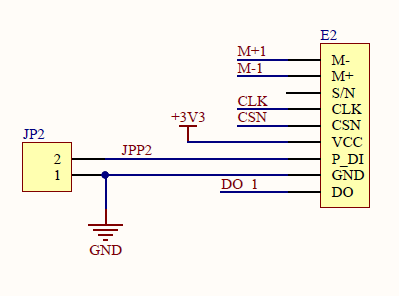 E2
M+1 M-
M-1 M+
S/N
CLK CLK
CSN CSN
+3V3 VCC
JP2
2 JPP2 P_DI
1 GND
DO_1 DO
GND